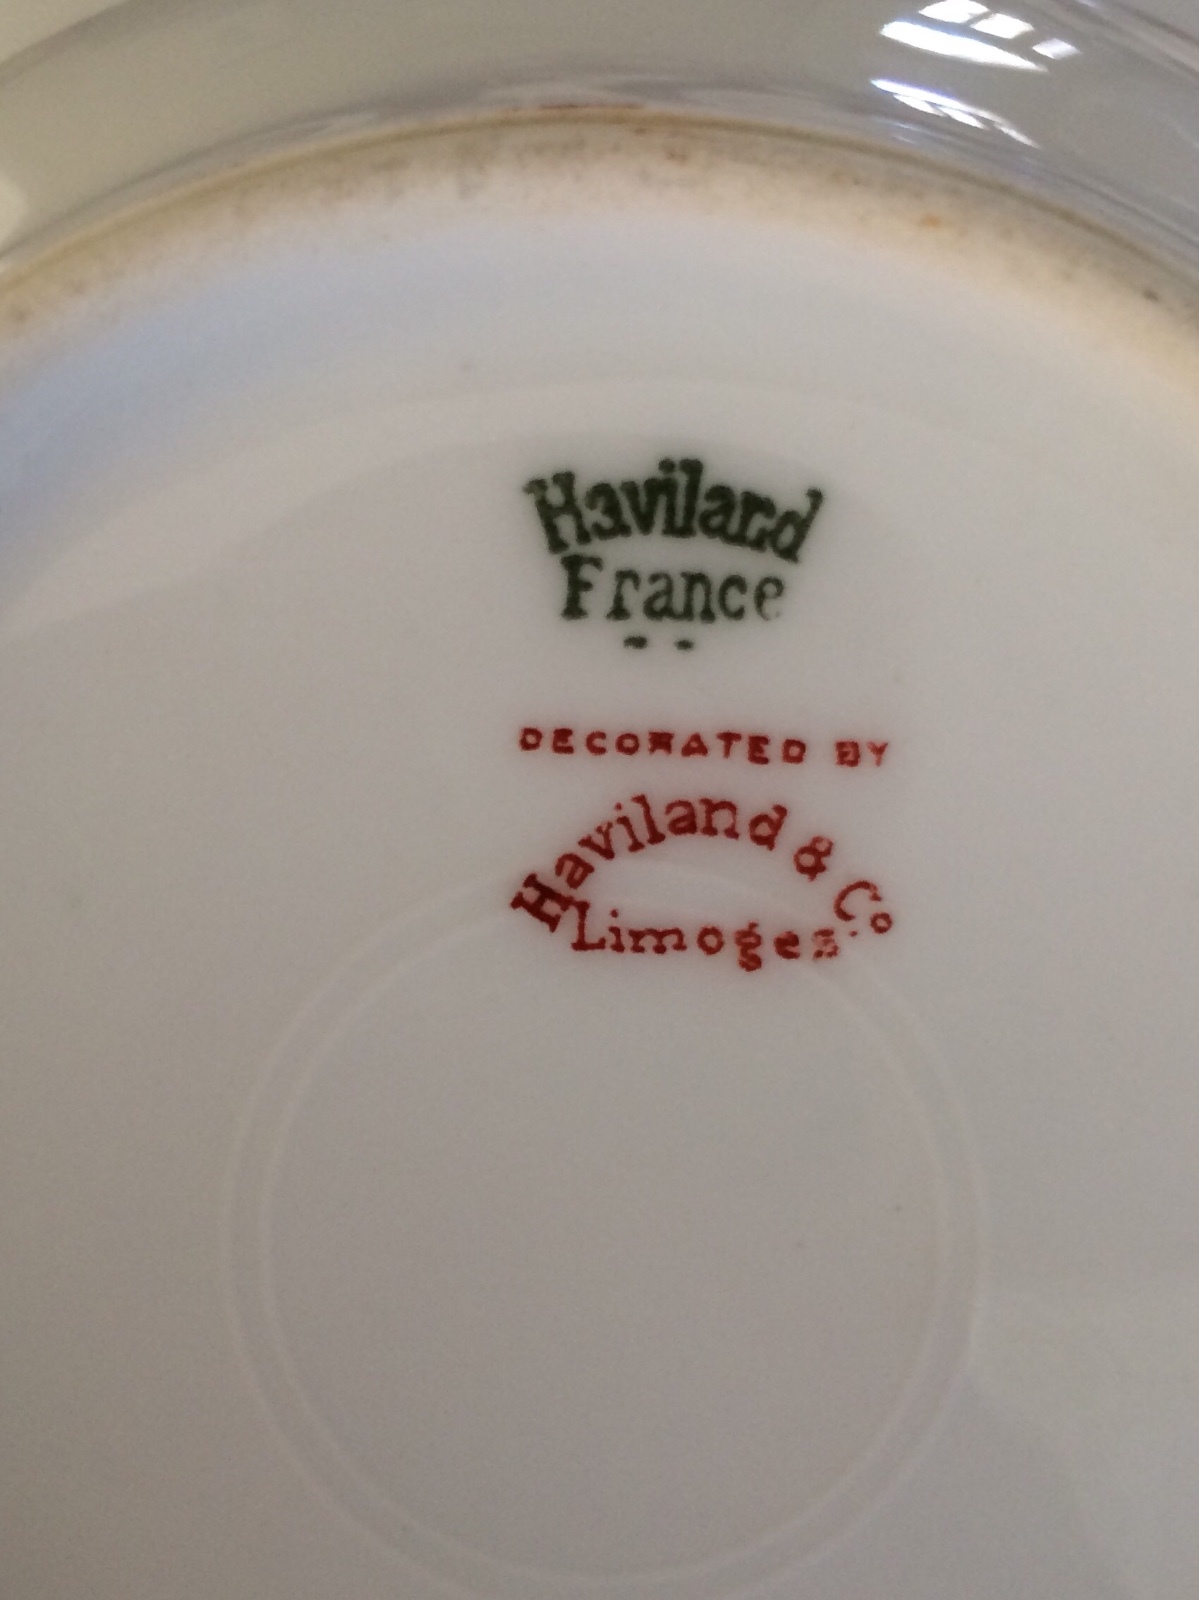 Haviland
France
DECORATED BY
Haviland & Co
Limoges